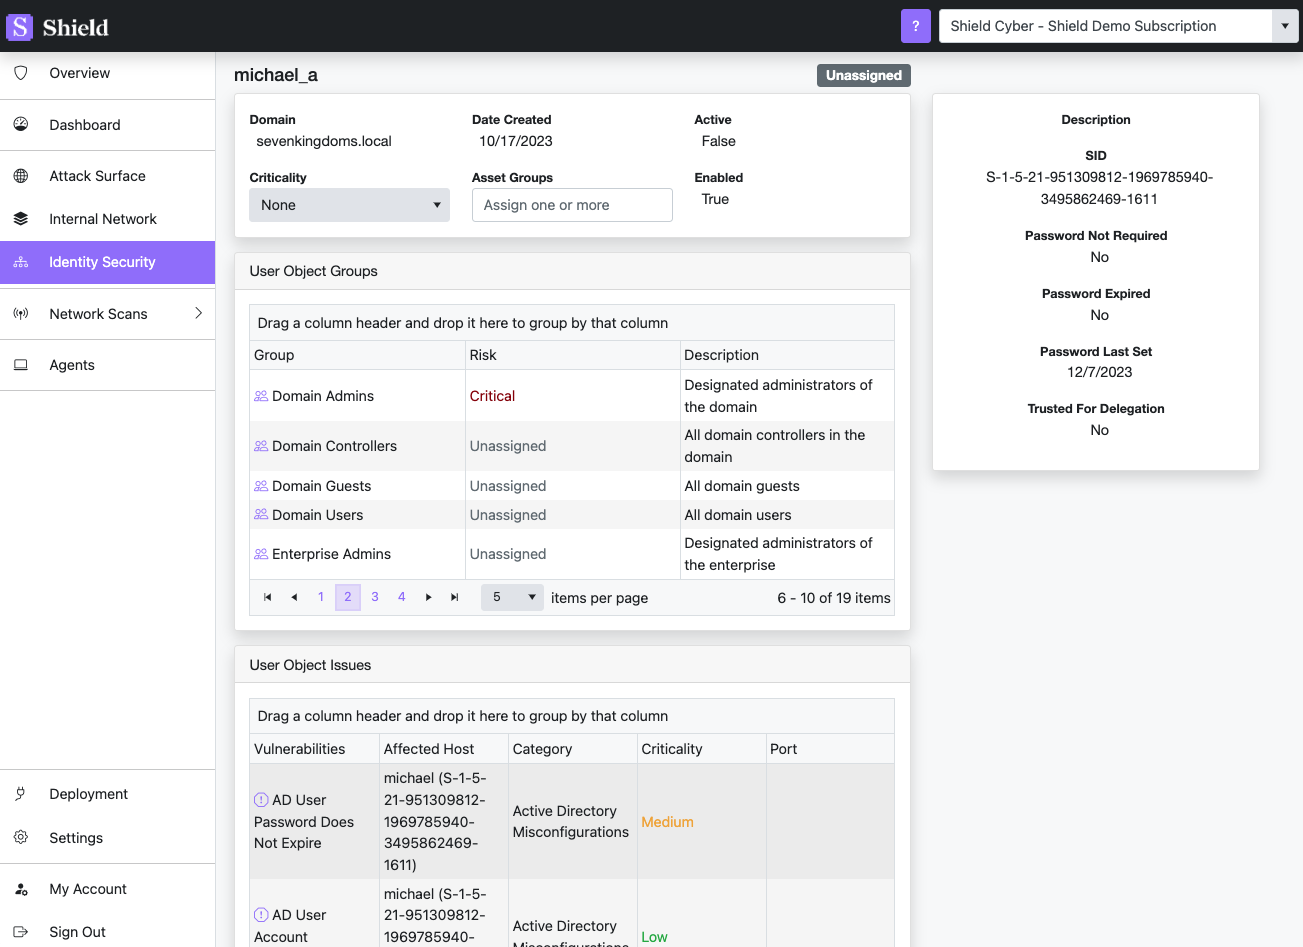 S Shield
? Shield Cyber - Shield Demo Subscription
Overview
Dashboard
Attack Surface
Internal Network
Identity Security
Network Scans
Agents
Deployment
Settings
My Account
Sign Out
michael_a
Unassigned
Domain
sevenkingdoms.local
Date Created
10/17/2023
Active
False
Criticality
None
Asset Groups
Assign one or more
Enabled
True
Description
SID
S-1-5-21-951309812-1969785940-
3495862469-1611
Password Not Required
No
Password Expired
No
Password Last Set
12/7/2023
Trusted For Delegation
No
User Object Groups
Drag a column header and drop it here to group by that column
Group Risk Description
Domain Admins Critical Designated administrators of
the domain
Domain Controllers Unassigned All domain controllers in the
domain
Domain Guests Unassigned All domain guests
Domain Users Unassigned All domain users
Enterprise Admins Unassigned Designated administrators of
the enterprise
1 2 3 4 5 items per page 6 - 10 of 19 items
User Object Issues
Drag a column header and drop it here to group by that column
Vulnerabilities Affected Host Category Criticality Port
AD User
Password Does
Not Expire
michael (S-1-5-
21-951309812-
1969785940-
3495862469-
1611)
Active Directory
Misconfigurations
Medium
AD User
Account
michael (S-1-5-
21-951309812-
1969785940-
Active Directory
Misconfigurations
Low